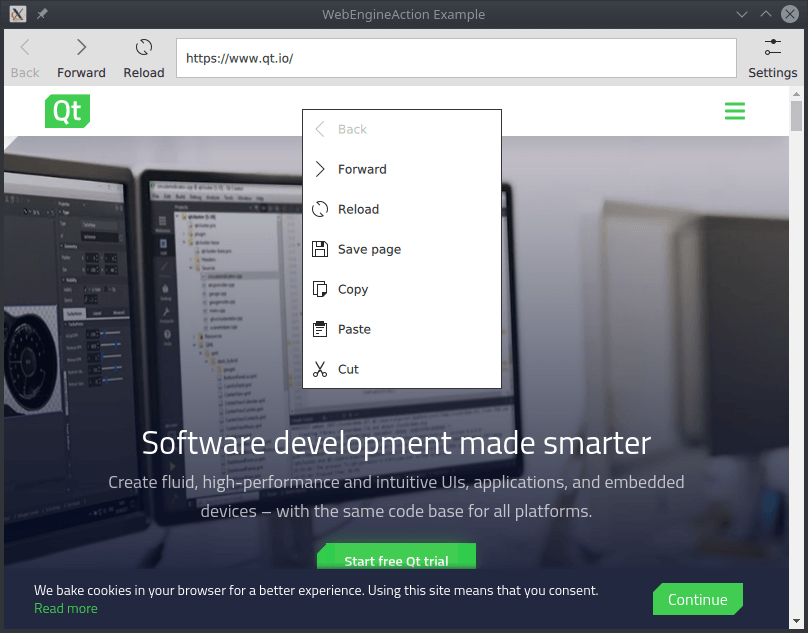 WebEngineAction Example
Back
Forward
Reload
https://www.qt.io/
Settings
Qt
Back
Forward
Reload
Save page
Copy
Paste
Cut
Software development made smarter
Create fluid, high-performance and intuitive UIs, applications, and embedded
devices – with the same code base for all platforms.
Start free Qt trial
We bake cookies in your browser for a better experience. Using this site means that you consent.
Read more
Continue